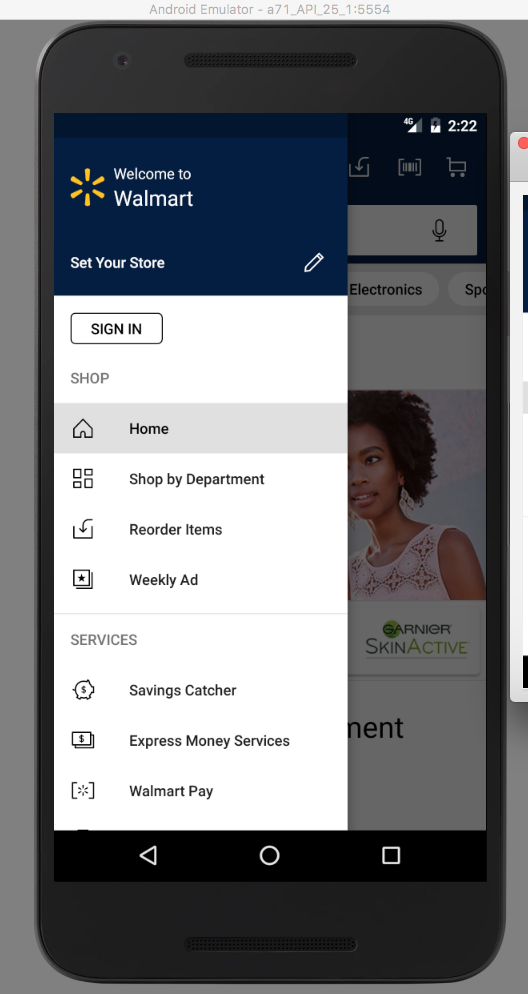 Android Emulator - a71_API_25_1:5554
4G 2:22
Welcome to
Walmart
Set Your Store
Electronics
Spo
SIGN IN
SHOP
Home
Shop by Department
Reorder Items
Weekly Ad
GARNIER
SKINACTIVE
SERVICES
Savings Catcher
Express Money Services
ment
Walmart Pay